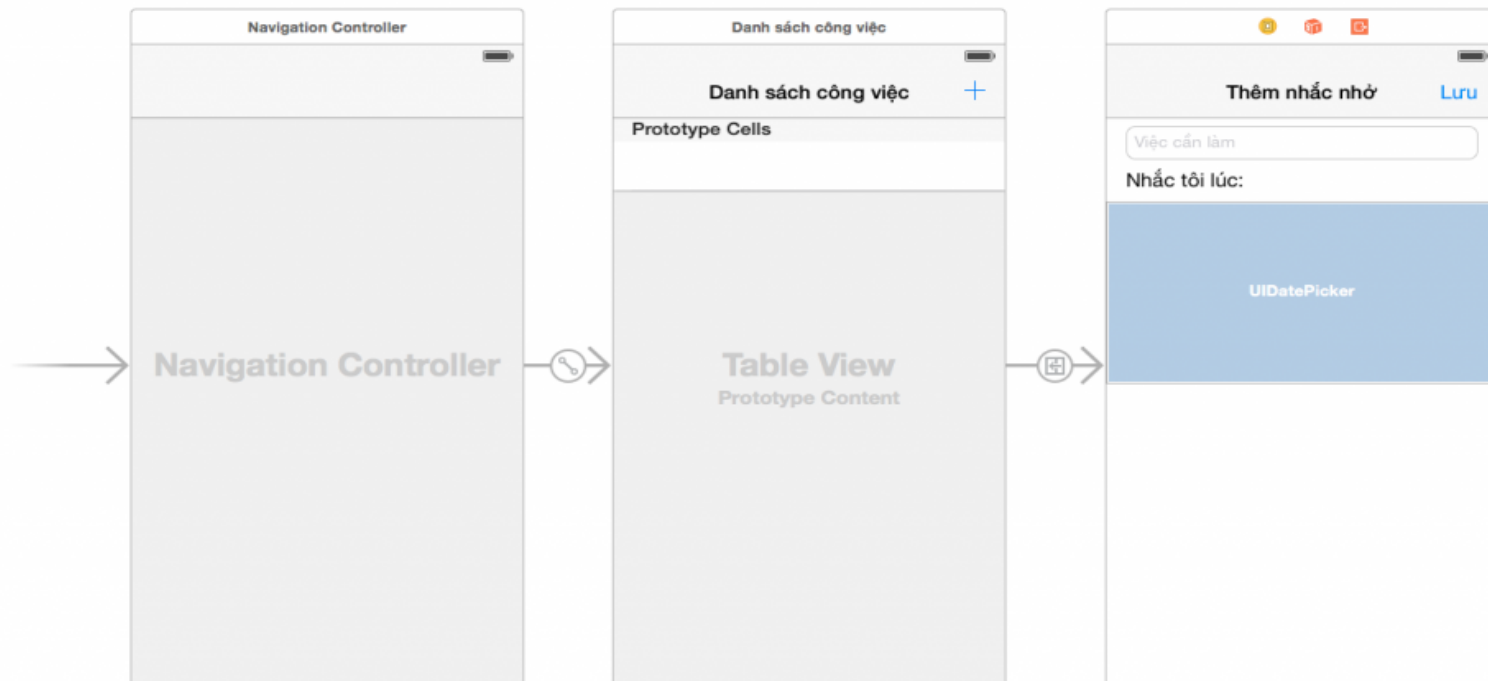 Navigation Controller
Navigation Controller
Danh sách công việc
Danh sách công việc
Prototype Cells
Table View
Prototype Content
Thêm nhắc nhở
Lưu
Việc cần làm
Nhắc tôi lúc:
UIDatePicker